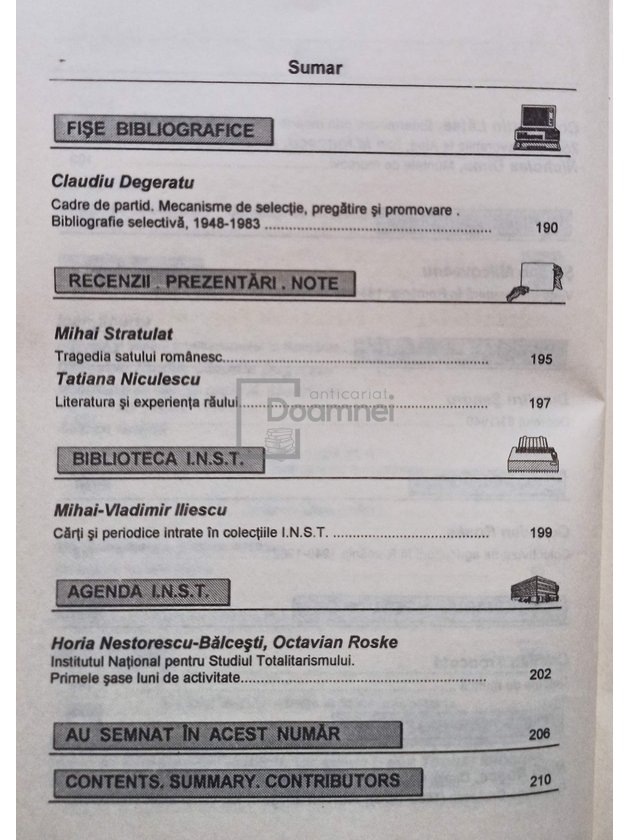 Sumar
FIŞE BIBLIOGRAFICE
Claudiu Degeratu
Cadre de partid. Mecanisme de selecţie, pregătire şi promovare .
Bibliografie selectivă, 1948-1983 ........ 190
RECENZII . PREZENTĂRI . NOTE
Mihai Stratulat
Tragedia satului românesc........ 195
Tatiana Niculescu
Literatura şi experienţa răului........ 197
anticariat
Doamnei
BIBLIOTECA I.N.S.T.
Mihai-Vladimir Iliescu
Cărţi şi periodice intrate în colecţiile I.N.S.T. ........ 199
AGENDA I.N.S.T.
Horia Nestorescu-Bălceşti, Octavian Roske
Institutul Naţional pentru Studiul Totalitarismului.
Primele şase luni de activitate........ 202
AU SEMNAT ÎN ACEST NUMĂR 206
CONTENTS. SUMMARY. CONTRIBUTORS 210